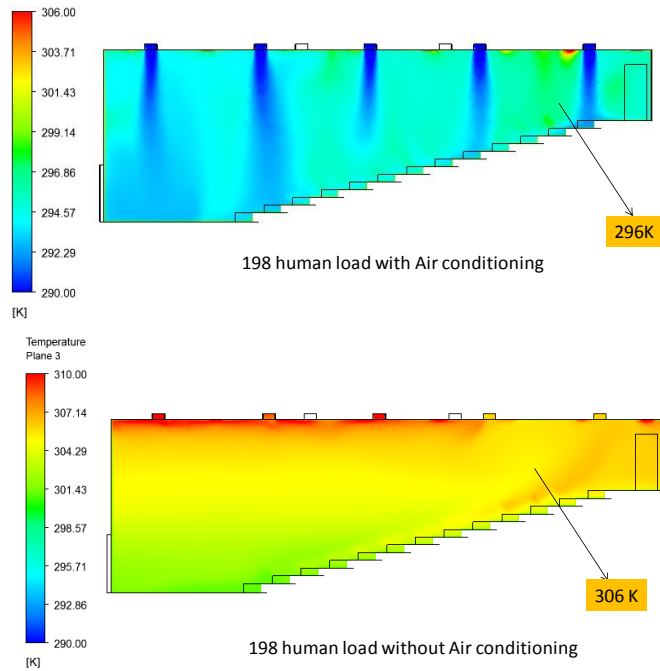 306.00
303.71
301.43
299.14
296.86
294.57
292.29
290.00
[K]
296K
198 human load with Air conditioning
Temperature
Plane 3
310.00
307.14
304.29
301.43
298.57
295.71
292.86
290.00
[K]
306 K
198 human load without Air conditioning